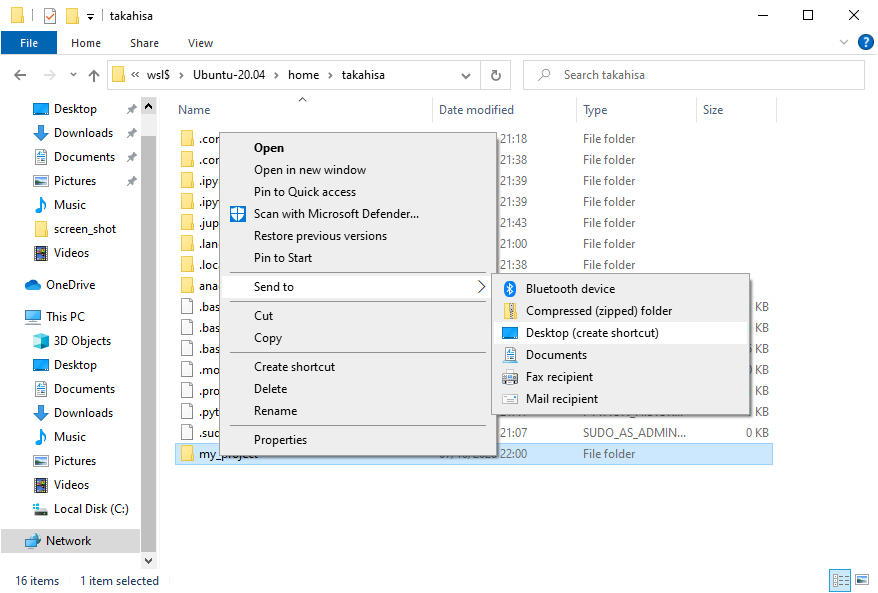 takahisa
File Home Share View
« wsl$ › Ubuntu-20.04 › home › takahisa
Search takahisa
Desktop
Downloads
Documents
Pictures
Music
screen_shot
Videos
OneDrive
This PC
3D Objects
Desktop
Documents
Downloads
Music
Pictures
Videos
Local Disk (C:)
Network
Name Date modified Type Size
21:18 File folder
21:38 File folder
.ipy 21:39 File folder
.ipy 21:39 File folder
.jup 21:43 File folder
21:00 File folder
21:38 File folder
ana
.bas KB
.bas KB
.bas KB
KB
.pro KB
.pyt KB
21:07 SUDO_AS_ADMIN... 0 KB
my_project 22:00 File folder
Open
Open in new window
Pin to Quick access
Scan with Microsoft Defender...
Restore previous versions
Pin to Start
Send to
Cut
Copy
Create shortcut
Delete
Rename
Properties
Bluetooth device
Compressed (zipped) folder
Desktop (create shortcut)
Documents
Fax recipient
Mail recipient
16 items 1 item selected